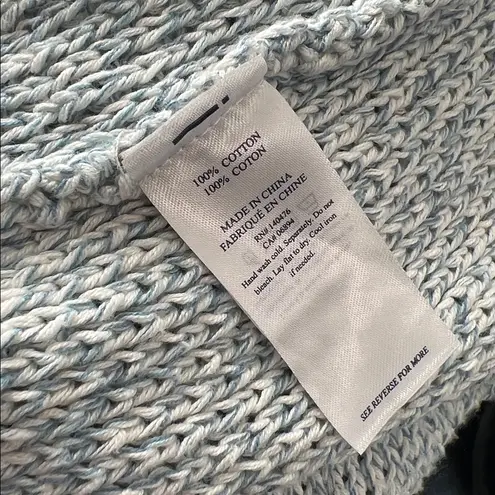 100% COTTON
100% COTON
MADE IN CHINA
FABRIQUÉ EN CHINE
RN# 140476
CA# 06894
Hand wash cold. Separately. Do not
bleach. Lay flat to dry. Cool iron
if needed.
SEE REVERSE FOR MORE